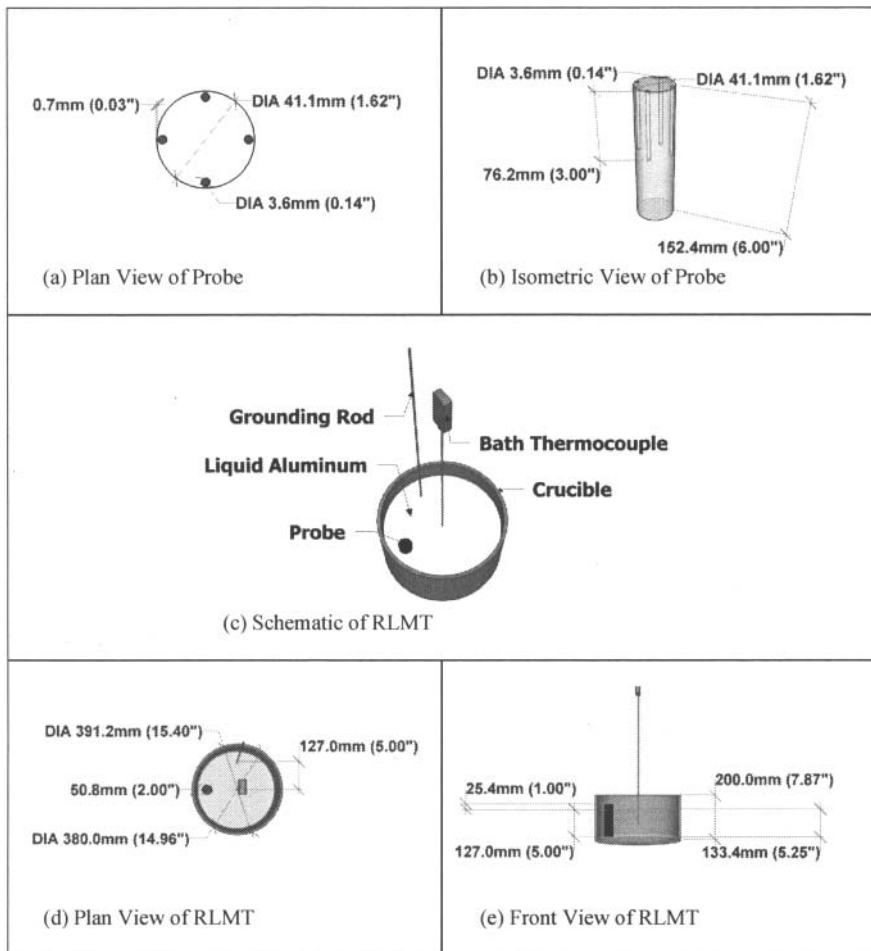 0.7mm (0.03")
DIA 41.1mm (1.62")
DIA 3.6mm (0.14")
(a) Plan View of Probe
DIA 3.6mm (0.14")
DIA 41.1mm (1.62")
76.2mm (3.00")
152.4mm (6.00")
(b) Isometric View of Probe
Grounding Rod
Bath Thermocouple
Liquid Aluminum
Crucible
Probe
(c) Schematic of RLMT
DIA 391.2mm (15.40")
127.0mm (5.00")
50.8mm (2.00")
DIA 380.0mm (14.96")
(d) Plan View of RLMT
25.4mm (1.00")
200.0mm (7.87")
127.0mm (5.00")
133.4mm (5.25")
(e) Front View of RLMT